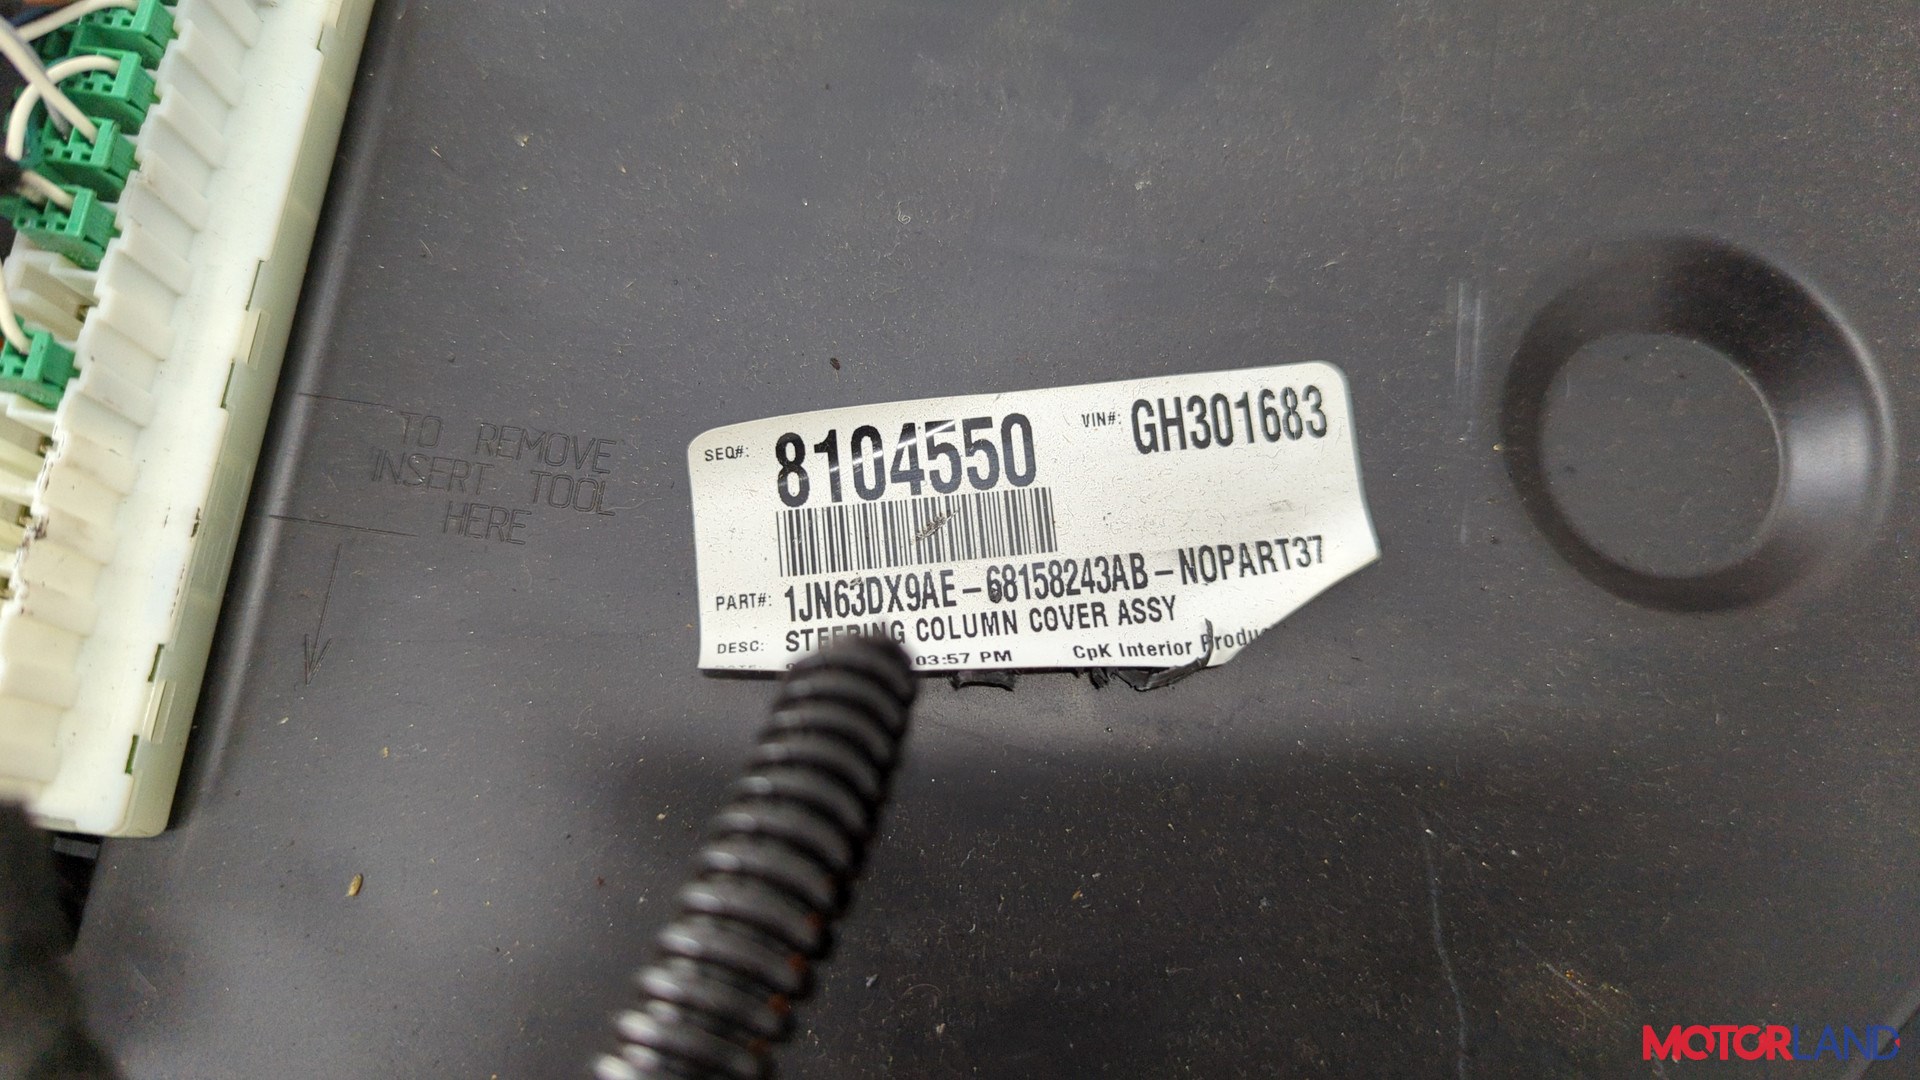 TO REMOVE
INSERT TOOL
HERE
SEQ#: 8104550 VIN#: GH301683
PART#: 1JN63DX9AE-68158243AB-NOPART37
DESC: STEERING COLUMN COVER ASSY
03:57 PM CpK Interior
MOTORLAND